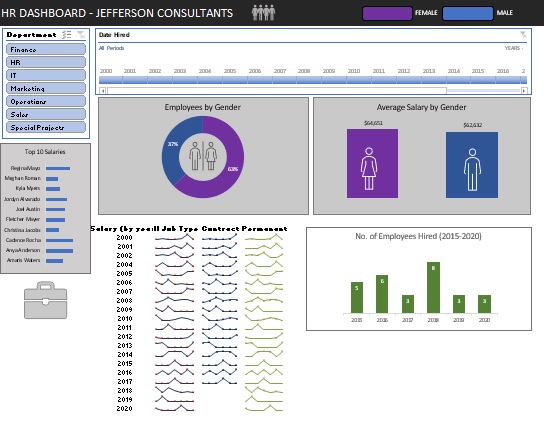 HR DASHBOARD - JEFFERSON CONSULTANTS
FEMALE
MALE
Department
Finance
HR
IT
Marketing
Operations
Sales
Special Projects
Date Hired
All Periods
YEARS
2000 2001 2002 2003 2004 2005 2006 2007 2008 2009 2010 2011 2012 2013 2014 2015 2016 2
Employees by Gender
37%
63%
Average Salary by Gender
$64,651
$62,632
Top 10 Salaries
Regina Mayo
Meghan Roman
Kyla Myers
Jordyn Alvarado
Joel Austin
Fletcher Meyer
Christina Jacobs
Cadence Rocha
Anya Anderson
Amaris Waters
Salary (by year) Job Type Contract Permanent
2000
2001
2002
2004
2005
2006
2007
2008
2009
2010
2011
2012
2013
2014
2015
2016
2017
2018
2019
2020
No. of Employees Hired (2015-2020)
5
6
3
8
3
3
2015 2016 2017 2018 2019 2020